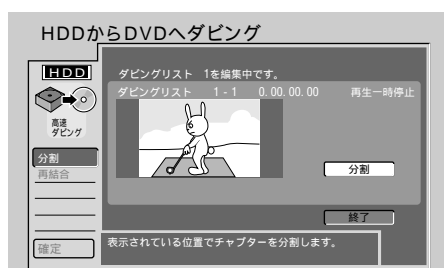 HDDからDVDへダビング
HDD
ダビングリスト 1を編集中です。
ダビングリスト 1-1 0.00.00.00 再生一時停止
高速
ダビング
分割
再結合
分割
終了
確定
表示されている位置でチャプターを分割します。